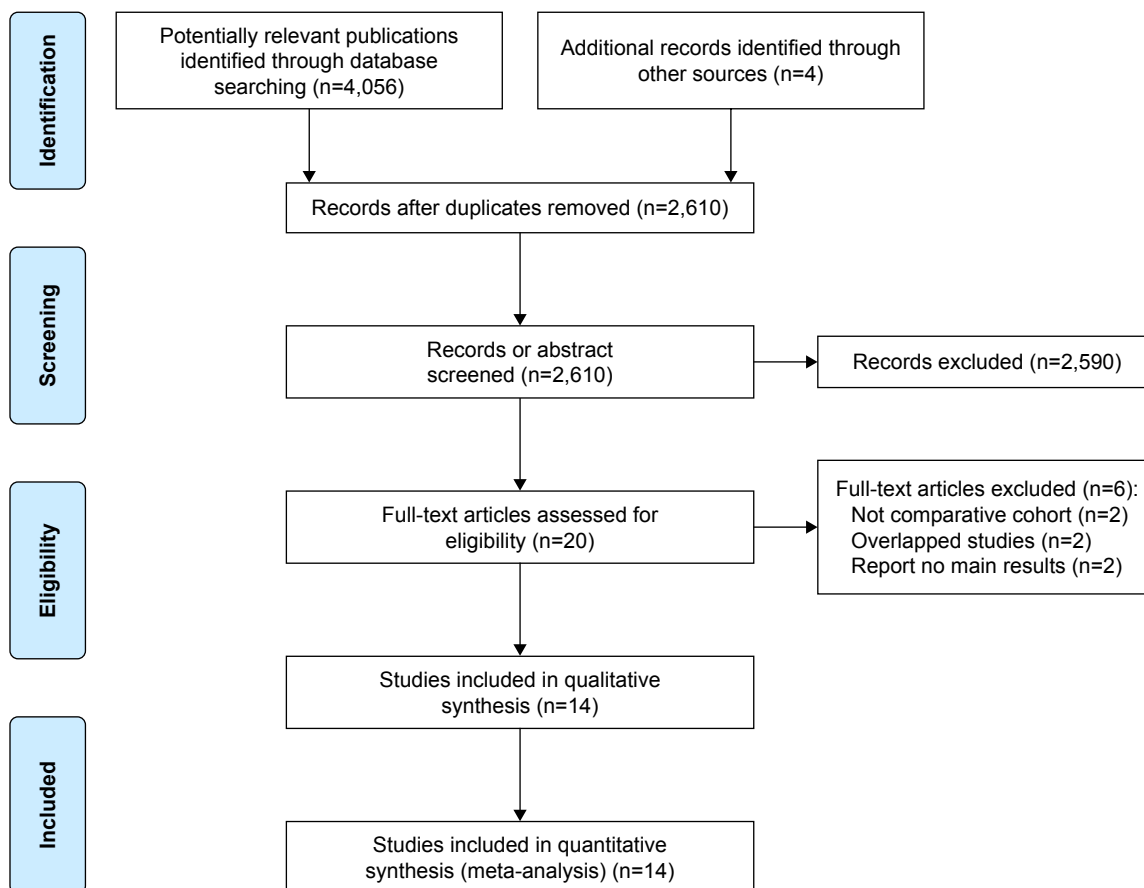 Identification
Potentially relevant publications
identified through database
searching (n=4,056)
Additional records identified through
other sources (n=4)
Records after duplicates removed (n=2,610)
Screening
Records or abstract
screened (n=2,610)
Records excluded (n=2,590)
Eligibility
Full-text articles assessed for
eligibility (n=20)
Full-text articles excluded (n=6):
Not comparative cohort (n=2)
Overlapped studies (n=2)
Report no main results (n=2)
Studies included in qualitative
synthesis (n=14)
Included
Studies included in quantitative
synthesis (meta-analysis) (n=14)